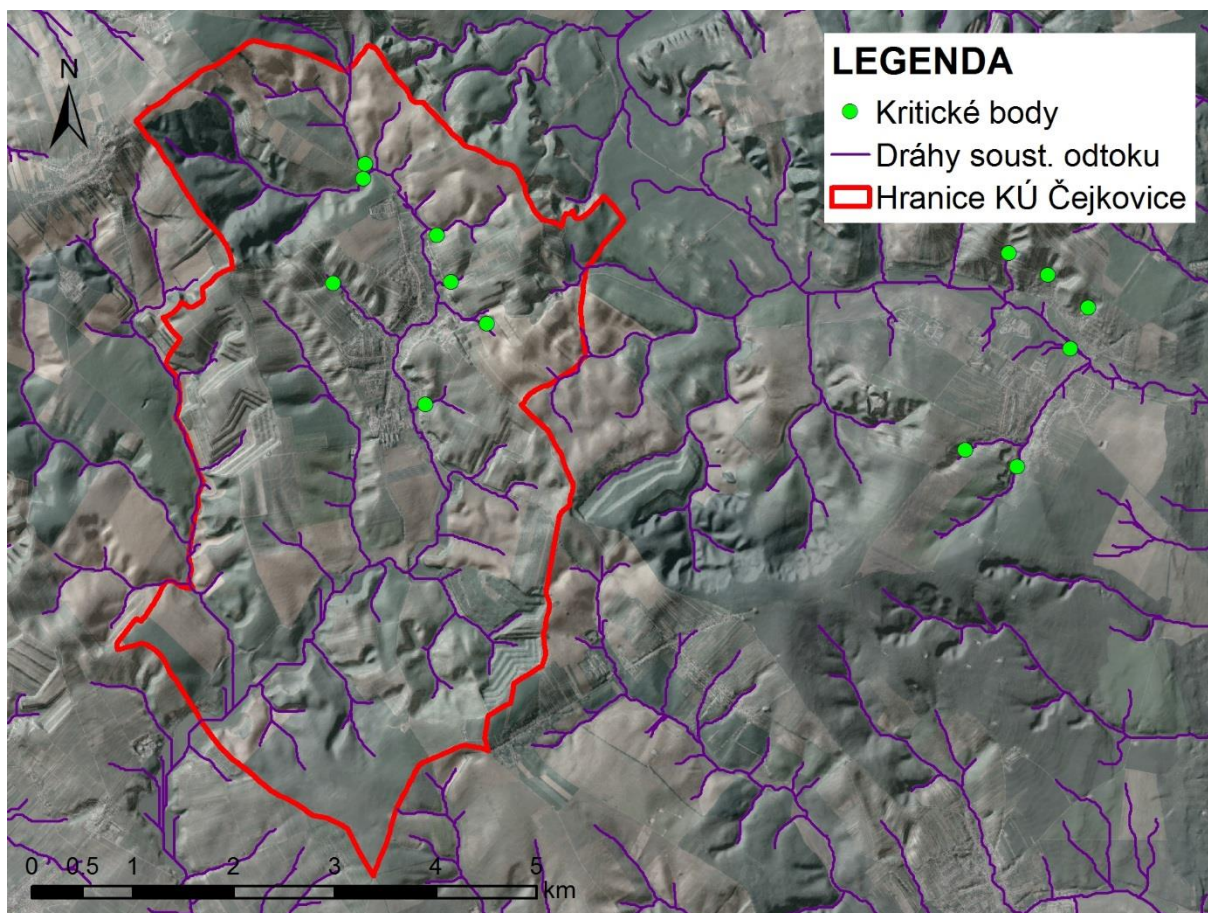 N
LEGENDA
Kritické body
Dráhy soust. odtoku
Hranice KÚ Čejkovice
0 0.5 1 2 3 4 5
km